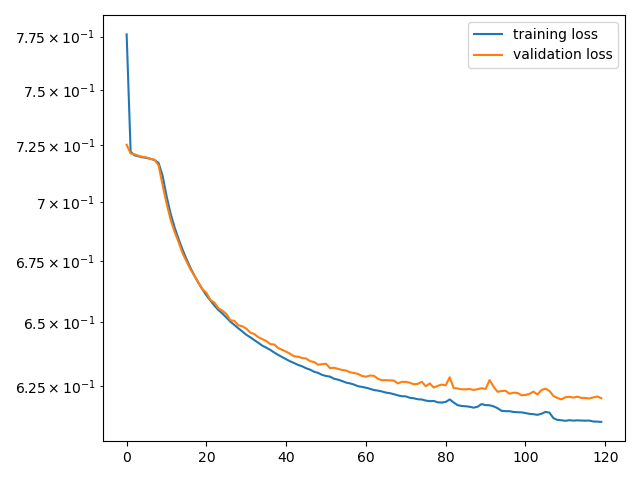 training loss
validation loss
7.75 × 10⁻¹
7.5 × 10⁻¹
7.25 × 10⁻¹
7 × 10⁻¹
6.75 × 10⁻¹
6.5 × 10⁻¹
6.25 × 10⁻¹
0 20 40 60 80 100 120